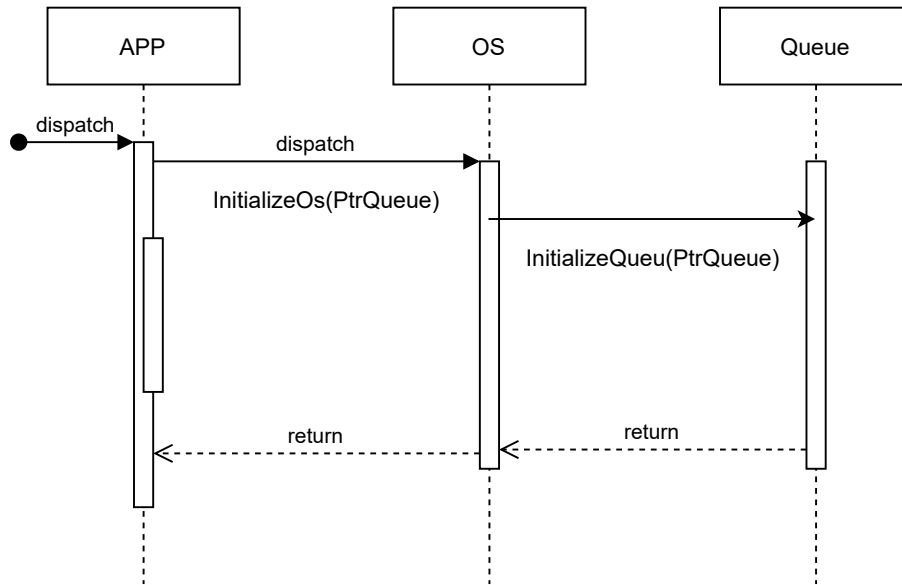 APP
OS
Queue
dispatch
dispatch
InitializeOs(PtrQueue)
InitializeQueu(PtrQueue)
return
return